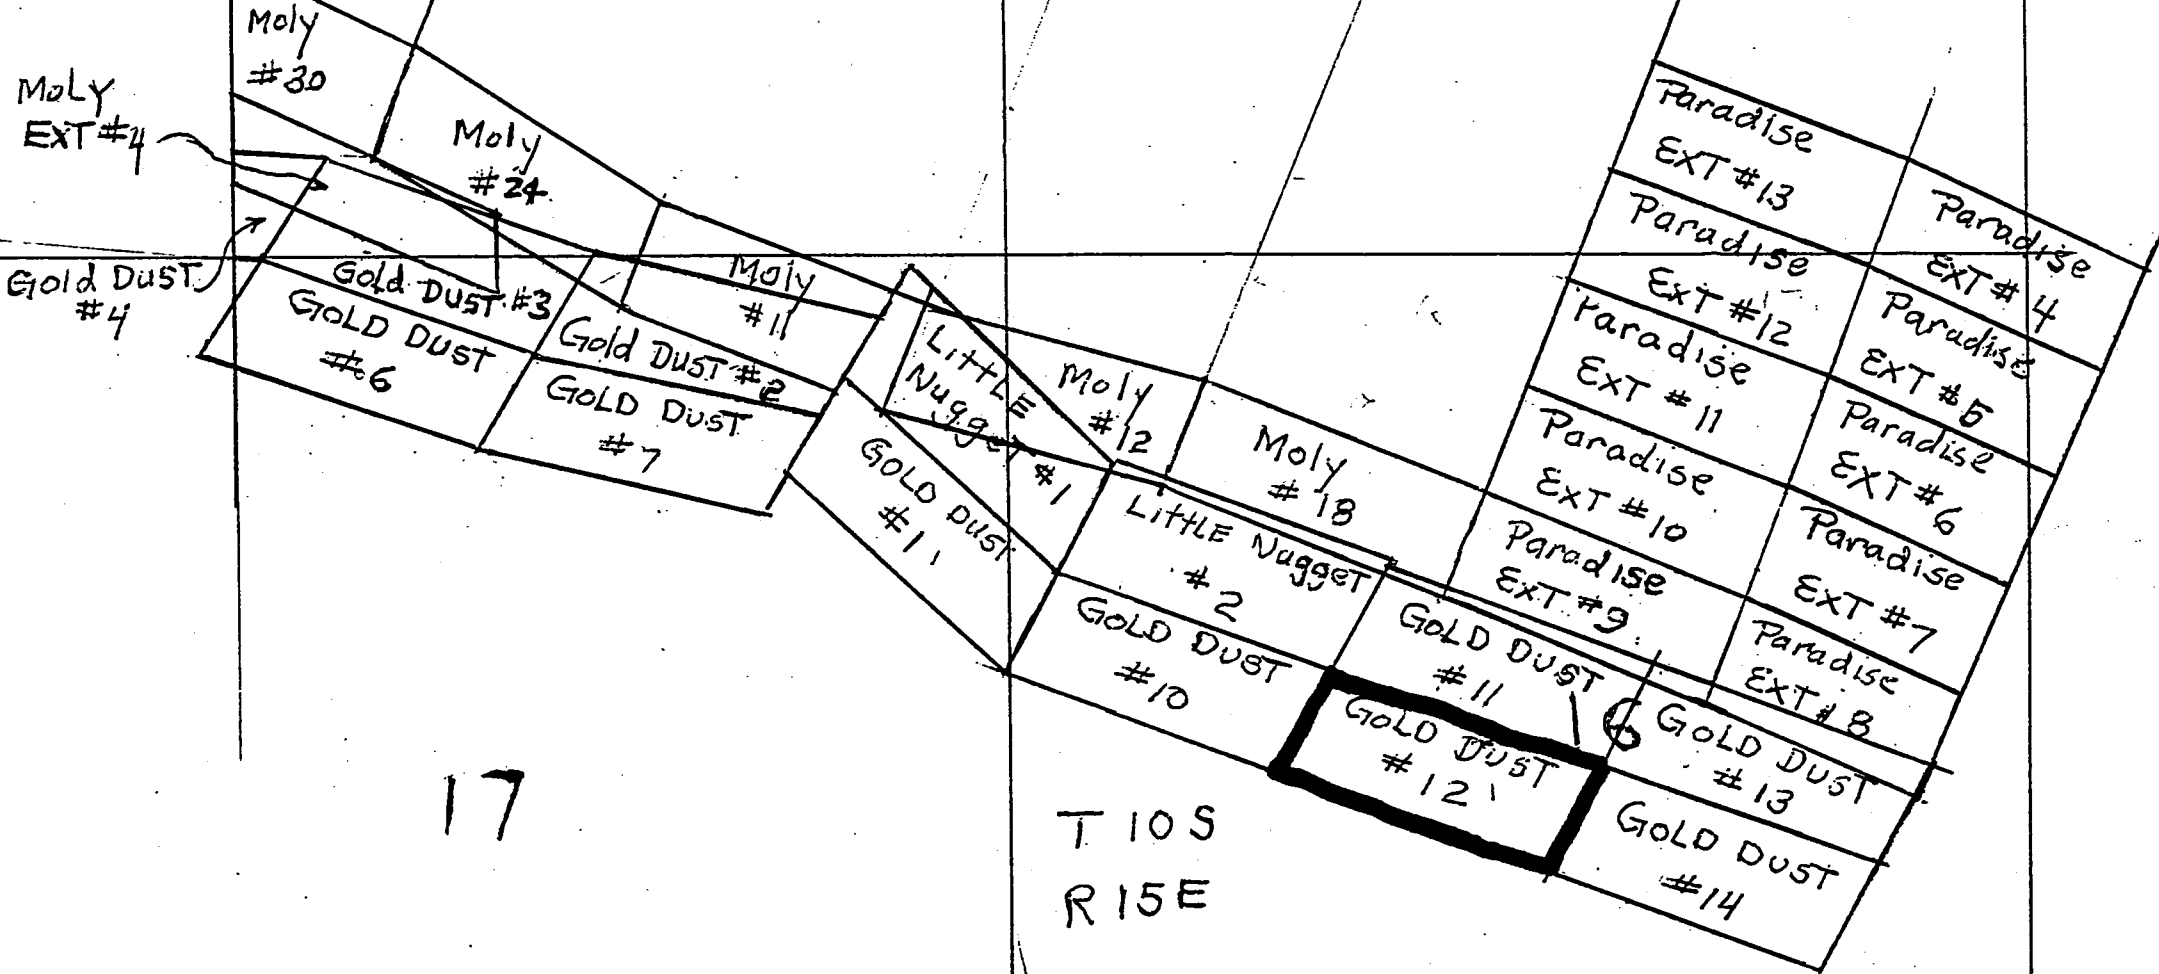 Moly
#30
MoLy
EXT #4
Moly
#24
Gold DUST
#4
Gold DUST #3
GOLD DUST
#6
Moly
#11
Gold DUST #2
GOLD DUST
#7
LITTLE
Nugget
#1
GOLD DUST
#1
Moly
#12
Moly
#18
LITTLE Nugget
#2
GOLD DUST
#10
GOLD DUST
#11
GOLD DUST
#12
GOLD DUST
#13
GOLD DUST
#14
Paradise
EXT #13
Paradise
EXT #12
Paradise
EXT #11
Paradise
EXT #10
Paradise
EXT #9
Paradise
EXT #4
Paradise
EXT #5
Paradise
EXT #6
Paradise
EXT #7
Paradise
EXT #8
17
T 10 S
R 15 E